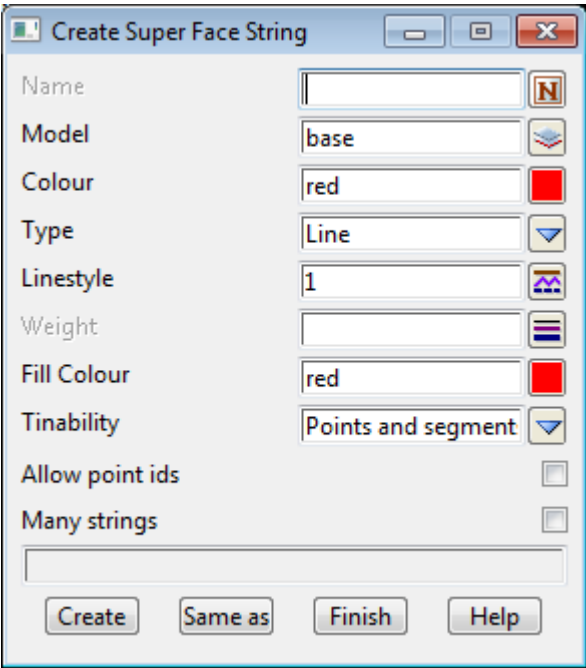 Create Super Face String
Name N
Model base
Colour red
Type Line
Linestyle 1
Weight
Fill Colour red
Tinability Points and segment
Allow point ids
Many strings
Create Same as Finish Help